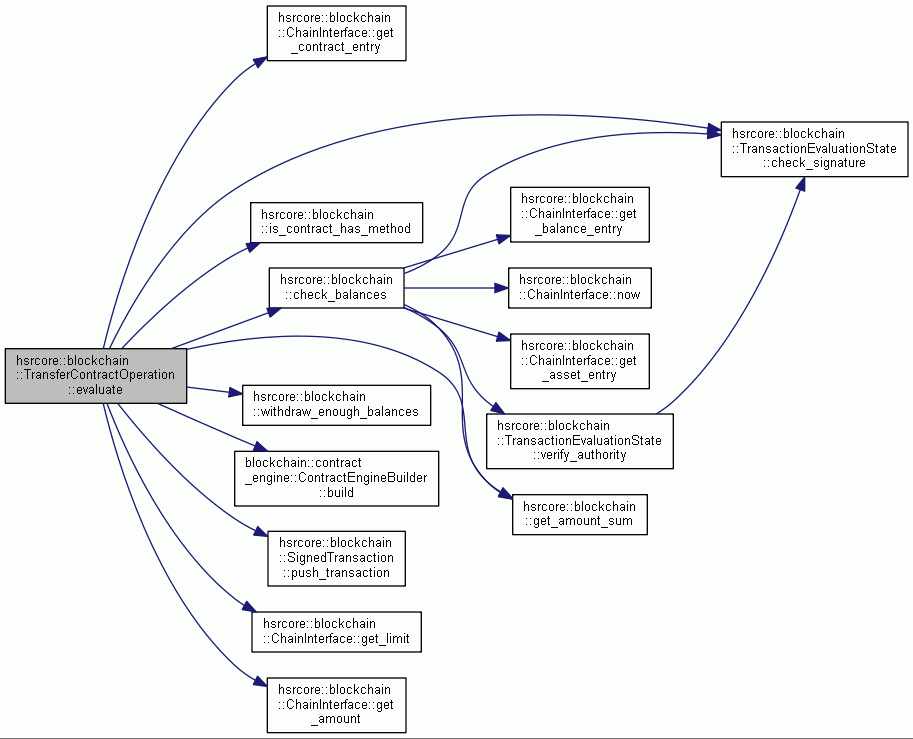 hsrcore::blockchain
::ChainInterface::get
_contract_entry
hsrcore::blockchain
::TransactionEvaluationState
::check_signature
hsrcore::blockchain
::ChainInterface::get
_balance_entry
hsrcore::blockchain
::is_contract_has_method
hsrcore::blockchain
::check_balances
hsrcore::blockchain
::ChainInterface::now
hsrcore::blockchain
::ChainInterface::get
_asset_entry
hsrcore::blockchain
::TransferContractOperation
::evaluate
hsrcore::blockchain
::withdraw_enough_balances
hsrcore::blockchain
::TransactionEvaluationState
::verify_authority
blockchain::contract
_engine::ContractEngineBuilder
::build
hsrcore::blockchain
::get_amount_sum
hsrcore::blockchain
::SignedTransaction
::push_transaction
hsrcore::blockchain
::ChainInterface::get_limit
hsrcore::blockchain
::ChainInterface::get
_amount